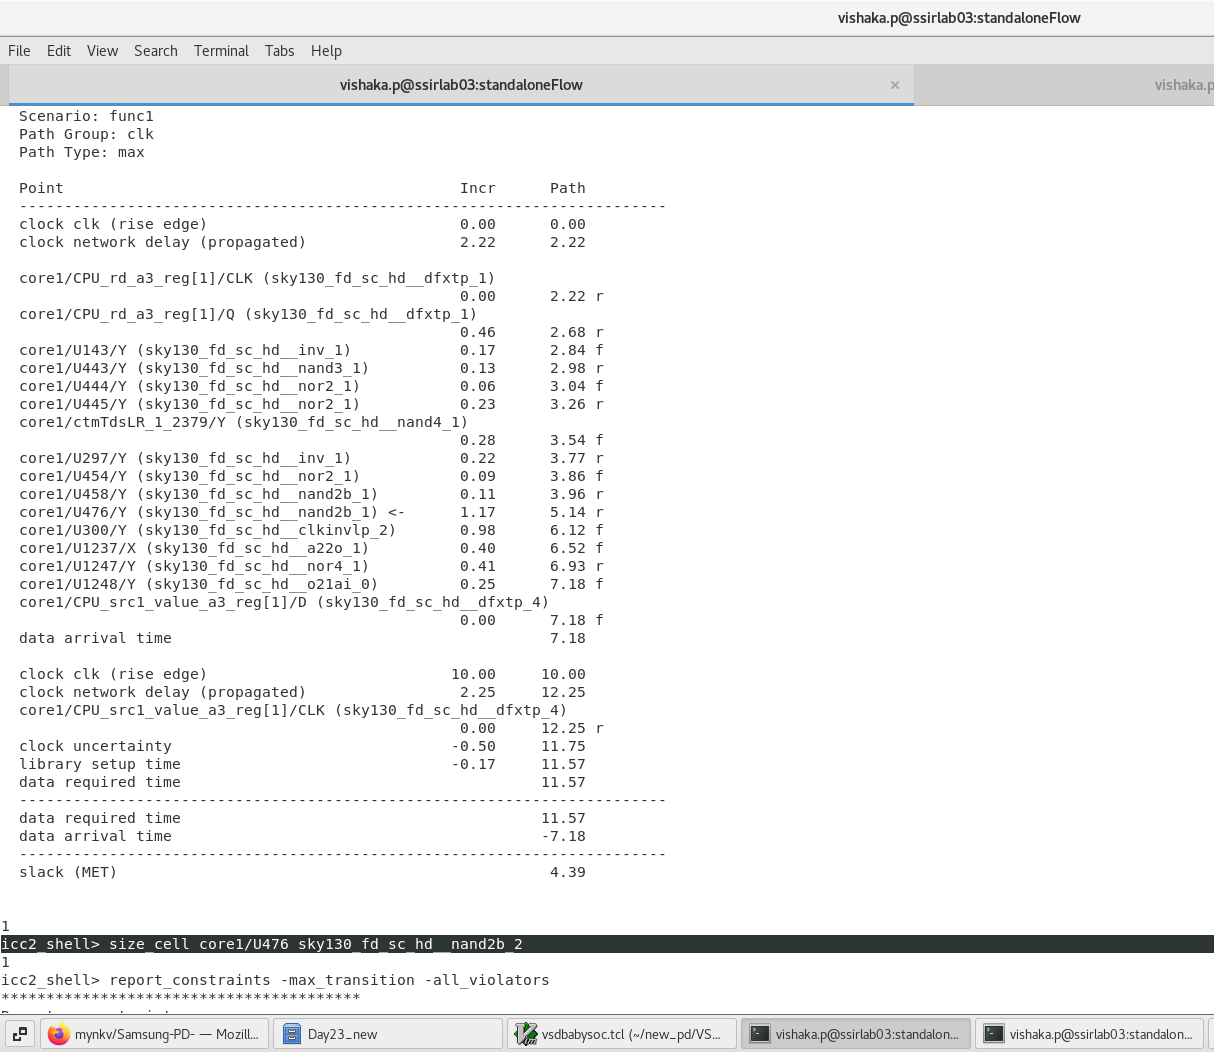 vishaka.p@ssirlab03:standaloneFlow
File Edit View Search Terminal Tabs Help
vishaka.p@ssirlab03:standaloneFlow × vishaka.p
Scenario: func1
Path Group: clk
Path Type: max
Point Incr Path
------------------------------------------------------------------------
clock clk (rise edge) 0.00 0.00
clock network delay (propagated) 2.22 2.22
core1/CPU_rd_a3_reg[1]/CLK (sky130_fd_sc_hd__dfxtp_1)
0.00 2.22 r
core1/CPU_rd_a3_reg[1]/Q (sky130_fd_sc_hd__dfxtp_1)
0.46 2.68 r
core1/U143/Y (sky130_fd_sc_hd__inv_1) 0.17 2.84 f
core1/U443/Y (sky130_fd_sc_hd__nand3_1) 0.13 2.98 r
core1/U444/Y (sky130_fd_sc_hd__nor2_1) 0.06 3.04 f
core1/U445/Y (sky130_fd_sc_hd__nor2_1) 0.23 3.26 r
core1/ctmTdsLR_1_2379/Y (sky130_fd_sc_hd__nand4_1)
0.28 3.54 f
core1/U297/Y (sky130_fd_sc_hd__inv_1) 0.22 3.77 r
core1/U454/Y (sky130_fd_sc_hd__nor2_1) 0.09 3.86 f
core1/U458/Y (sky130_fd_sc_hd__nand2b_1) 0.11 3.96 r
core1/U476/Y (sky130_fd_sc_hd__nand2b_1) <- 1.17 5.14 r
core1/U300/Y (sky130_fd_sc_hd__clkinvlp_2) 0.98 6.12 f
core1/U1237/X (sky130_fd_sc_hd__a22o_1) 0.40 6.52 f
core1/U1247/Y (sky130_fd_sc_hd__nor4_1) 0.41 6.93 r
core1/U1248/Y (sky130_fd_sc_hd__o21ai_0) 0.25 7.18 f
core1/CPU_src1_value_a3_reg[1]/D (sky130_fd_sc_hd__dfxtp_4)
0.00 7.18 f
data arrival time 7.18
clock clk (rise edge) 10.00 10.00
clock network delay (propagated) 2.25 12.25
core1/CPU_src1_value_a3_reg[1]/CLK (sky130_fd_sc_hd__dfxtp_4)
0.00 12.25 r
clock uncertainty -0.50 11.75
library setup time -0.17 11.57
data required time 11.57
------------------------------------------------------------------------
data required time 11.57
data arrival time -7.18
------------------------------------------------------------------------
slack (MET) 4.39
1
icc2_shell> size_cell core1/U476 sky130_fd_sc_hd__nand2b_2
1
icc2_shell> report_constraints -max_transition -all_violators
****************************************
mynkv/Samsung-PD- — Mozill... Day23_new vsdbabysoc.tcl (~/new_pd/VS... vishaka.p@ssirlab03:standalon... vishaka.p@ssirlab03:standalon...